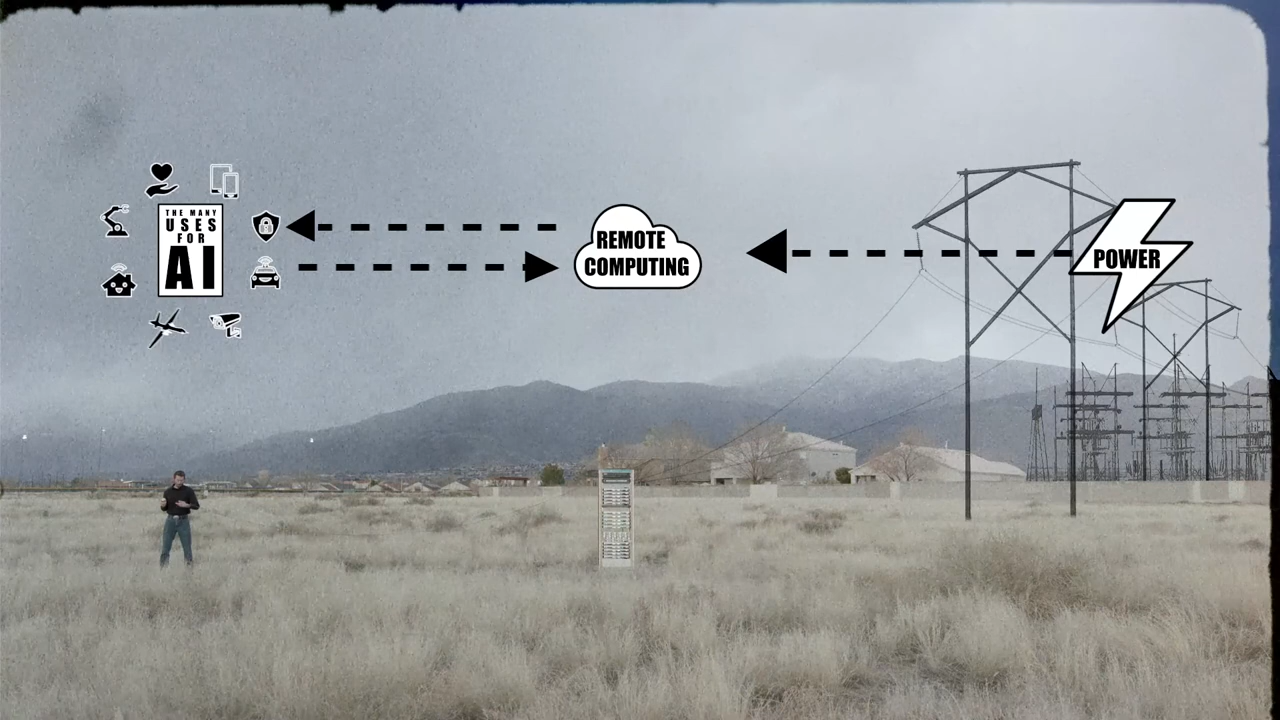 THE MANY
USES
FOR
AI
REMOTE
COMPUTING
POWER